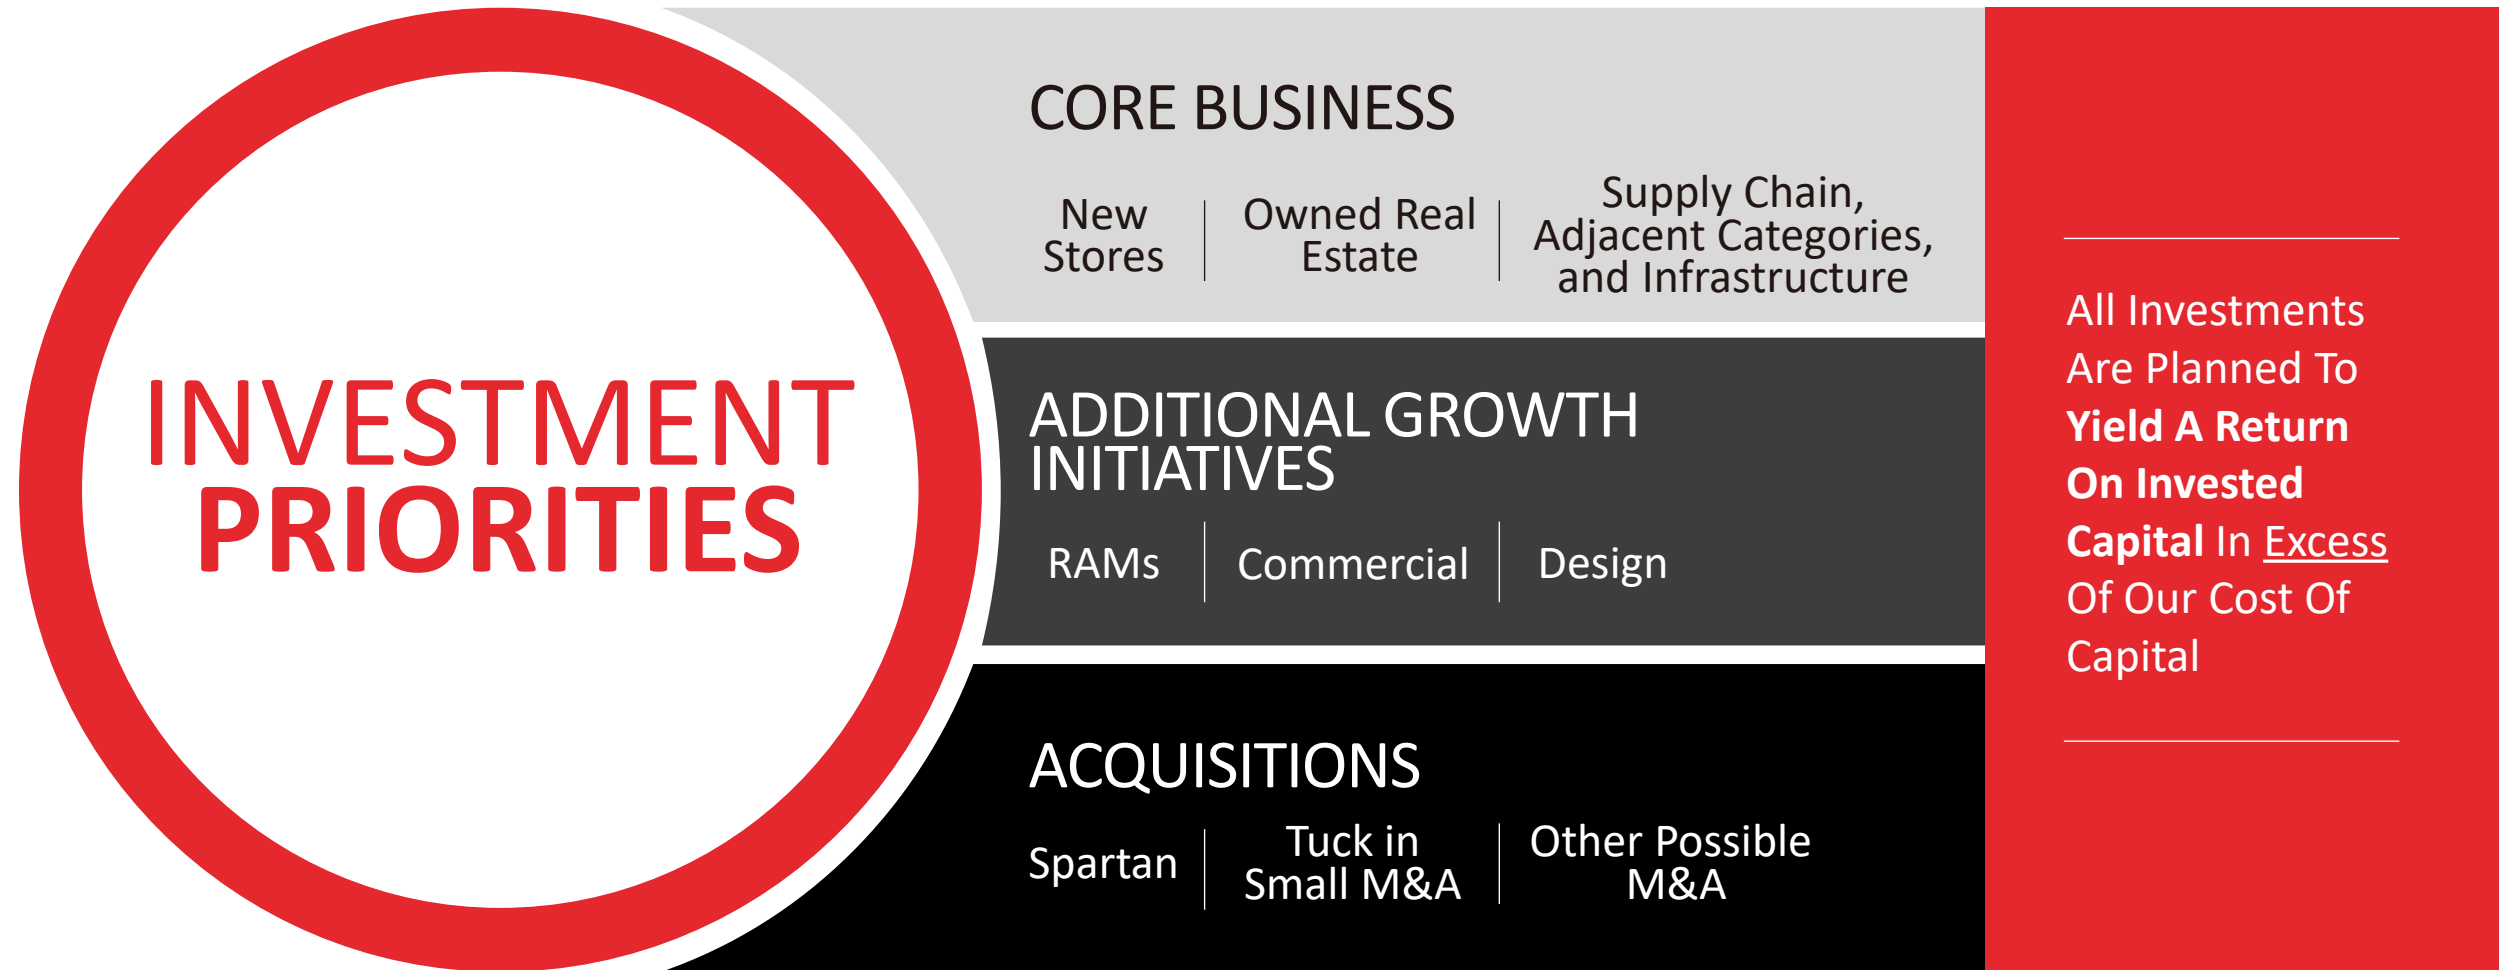 INVESTMENT
PRIORITIES
CORE BUSINESS
New
Stores
Owned Real
Estate
Supply Chain,
Adjacent Categories,
and Infrastructure
ADDITIONAL GROWTH
INITIATIVES
RAMs
Commercial
Design
ACQUISITIONS
Spartan
Tuck in
Small M&A
Other Possible
M&A
All Investments
Are Planned To
Yield A Return
On Invested
Capital In Excess
Of Our Cost Of
Capital